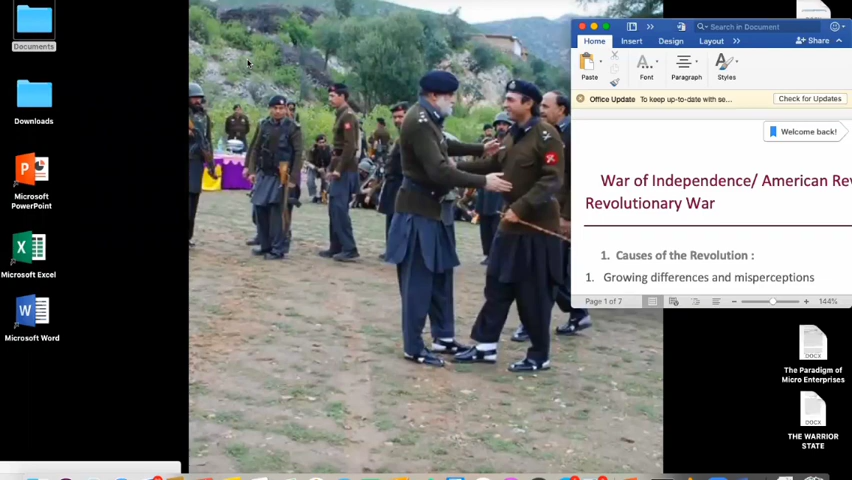 Documents
Downloads
Microsoft
PowerPoint
Microsoft Excel
Microsoft Word
Search in Document
Home
Insert
Design
Layout
Share
Paste
Font
Paragraph
Styles
Office Update To keep up-to-date with se...
Check for Updates
Welcome back!
War of Independence/ American Rev
Revolutionary War
1. Causes of the Revolution :
1. Growing differences and misperceptions
Page 1 of 7
144%
DOCX
The Paradigm of
Micro Enterprises
DOCX
THE WARRIOR
STATE